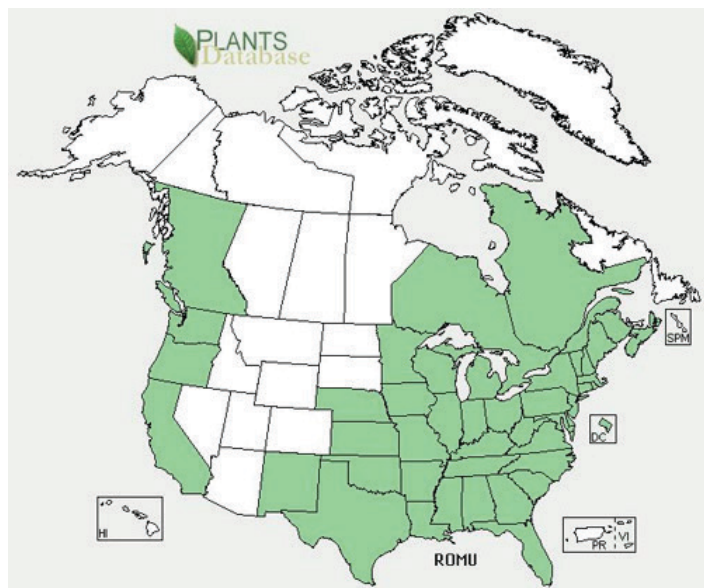 PLANTS
Database
SPM
DC
HI
PR
VI
ROMU